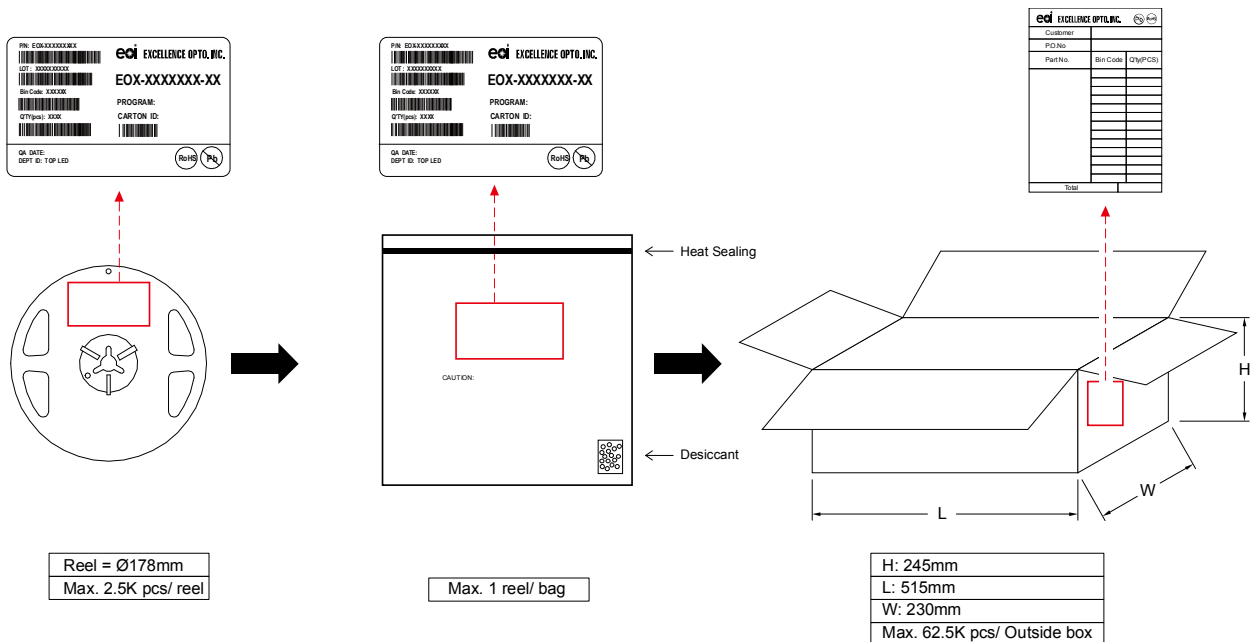 P/N: EOX-XXXXXXXXX
LOT : XXXXXXXXXX
Bin Code: XXXXXX
Q'TY(pcs): XXXX
eoi EXCELLENCE OPTO. INC.
EOX-XXXXXXX-XX
PROGRAM:
CARTON ID:
QA DATE:
DEPT ID: TOP LED
RoHS Pb
P/N: EOX-XXXXXXXXX
LOT : XXXXXXXXXX
Bin Code: XXXXXX
Q'TY(pcs): XXXX
eoi EXCELLENCE OPTO. INC.
EOX-XXXXXXX-XX
PROGRAM:
CARTON ID:
QA DATE:
DEPT ID: TOP LED
RoHS Pb
eoi EXCELLENCE OPTO. INC. Pb RoHS
Customer
P.O.No
Part No. Bin Code Q'ty(PCS)
Total
Heat Sealing
CAUTION:
Desiccant
H
W
L
Reel = Ø178mm
Max. 2.5K pcs/ reel
Max. 1 reel/ bag
H: 245mm
L: 515mm
W: 230mm
Max. 62.5K pcs/ Outside box